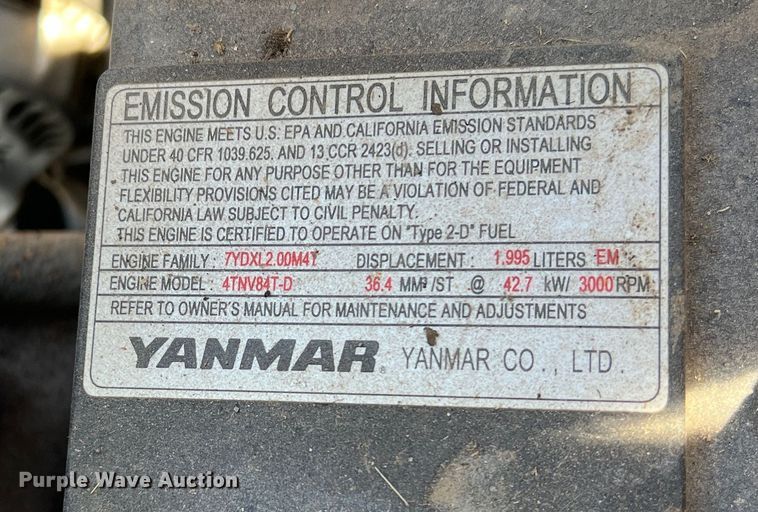 EMISSION CONTROL INFORMATION
THIS ENGINE MEETS U.S. EPA AND CALIFORNIA EMISSION STANDARDS
UNDER 40 CFR 1039.625, AND 13 CCR 2423(d). SELLING OR INSTALLING
THIS ENGINE FOR ANY PURPOSE OTHER THAN FOR THE EQUIPMENT
FLEXIBILITY PROVISIONS CITED MAY BE A VIOLATION OF FEDERAL AND
CALIFORNIA LAW SUBJECT TO CIVIL PENALTY.
THIS ENGINE IS CERTIFIED TO OPERATE ON "Type 2-D" FUEL
ENGINE FAMILY : 7YDXL2.00M4T DISPLACEMENT : 1.995 LITERS EM
ENGINE MODEL : 4TNV84T-D 36.4 MM³/ST @ 42.7 kW/ 3000 RPM
REFER TO OWNER'S MANUAL FOR MAINTENANCE AND ADJUSTMENTS
YANMAR® YANMAR CO., LTD.
Purple Wave Auction